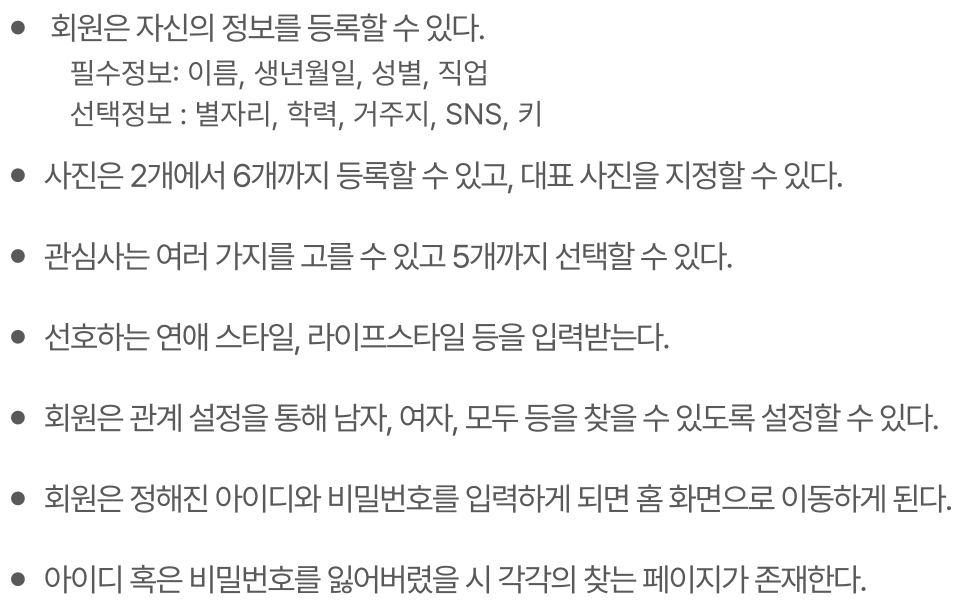 • 회원은 자신의 정보를 등록할 수 있다.
필수정보: 이름, 생년월일, 성별, 직업
선택정보 : 별자리, 학력, 거주지, SNS, 키
• 사진은 2개에서 6개까지 등록할 수 있고, 대표 사진을 지정할 수 있다.
• 관심사는 여러 가지를 고를 수 있고 5개까지 선택할 수 있다.
• 선호하는 연애 스타일, 라이프스타일 등을 입력받는다.
• 회원은 관계 설정을 통해 남자, 여자, 모두 등을 찾을 수 있도록 설정할 수 있다.
• 회원은 정해진 아이디와 비밀번호를 입력하게 되면 홈 화면으로 이동하게 된다.
• 아이디 혹은 비밀번호를 잃어버렸을 시 각각의 찾는 페이지가 존재한다.